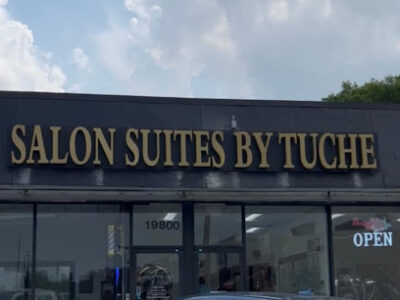 SALON SUITES BY TUCHE
19800
OPEN